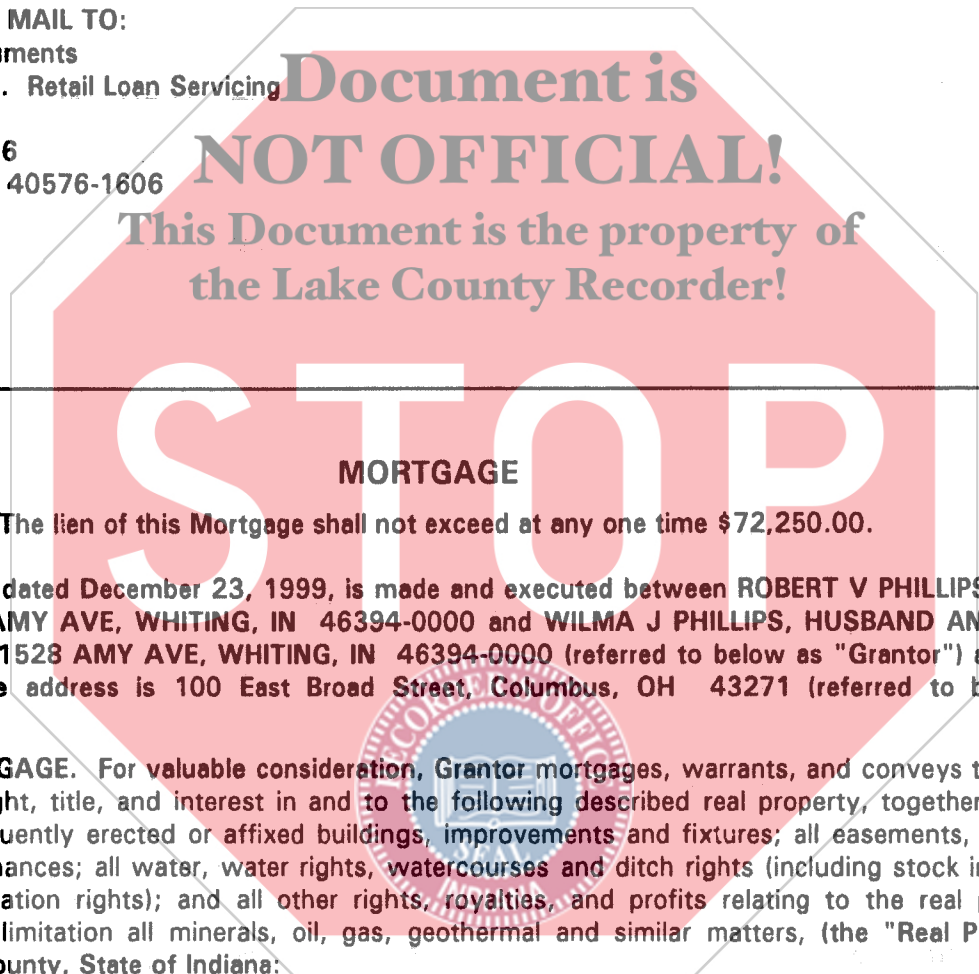 MAIL TO:
uments
. Retail Loan Servicing
6
40576-1606
Document is
NOT OFFICIAL!
This Document is the property of
the Lake County Recorder!
STOP
MORTGAGE
The lien of this Mortgage shall not exceed at any one time $72,250.00.
dated December 23, 1999, is made and executed between ROBERT V PHILLIPS
AMY AVE, WHITING, IN 46394-0000 and WILMA J PHILLIPS, HUSBAND AN
1528 AMY AVE, WHITING, IN 46394-0000 (referred to below as "Grantor") a
e address is 100 East Broad Street, Columbus, OH 43271 (referred to b
GAGE. For valuable consideration, Grantor mortgages, warrants, and conveys t
ht, title, and interest in and to the following described real property, together
uently erected or affixed buildings, improvements and fixtures; all easements,
ances; all water, water rights, watercourses and ditch rights (including stock i
ation rights); and all other rights, royalties, and profits relating to the real
limitation all minerals, oil, gas, geothermal and similar matters, (the "Real P
ounty, State of Indiana:
SEAL
INDIANA